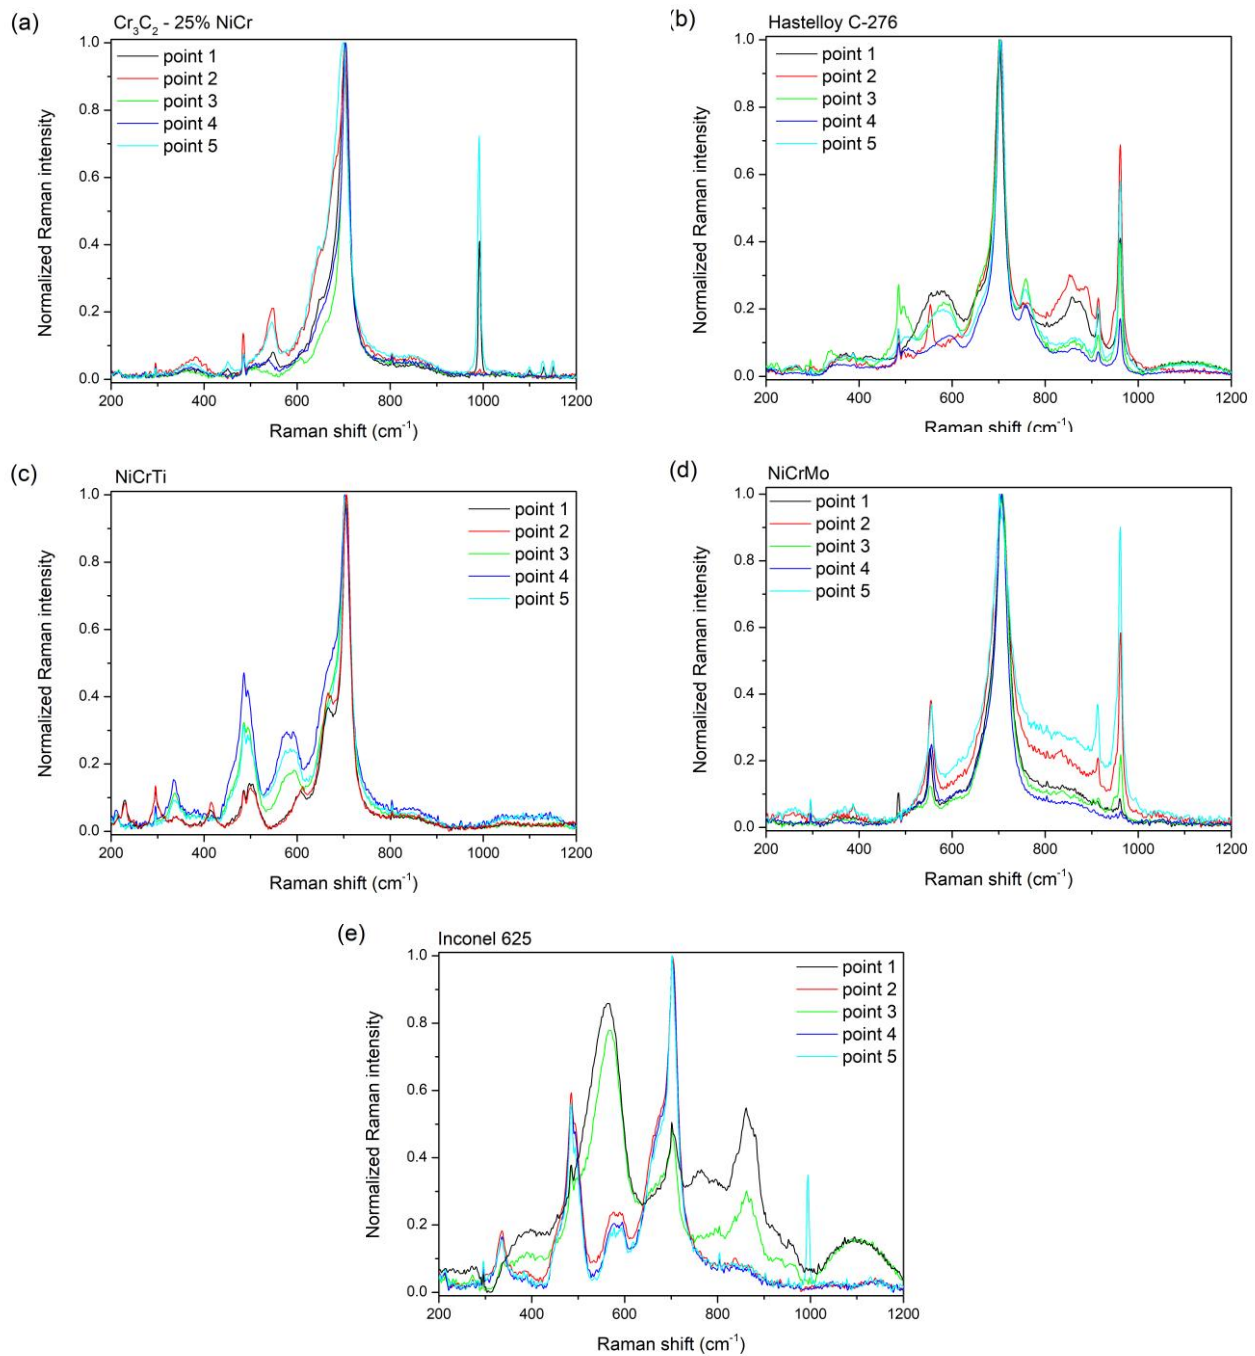 (a)
Cr₃C₂ - 25% NiCr
Normalized Raman intensity
1.0
0.8
0.6
0.4
0.2
0.0
point 1
point 2
point 3
point 4
point 5
200 400 600 800 1000 1200
Raman shift (cm⁻¹)
(b)
Hastelloy C-276
Normalized Raman intensity
1.0
0.8
0.6
0.4
0.2
0.0
point 1
point 2
point 3
point 4
point 5
200 400 600 800 1000 1200
Raman shift (cm⁻¹)
(c)
NiCrTi
Normalized Raman intensity
1.0
0.8
0.6
0.4
0.2
0.0
point 1
point 2
point 3
point 4
point 5
200 400 600 800 1000 1200
Raman shift (cm⁻¹)
(d)
NiCrMo
Normalized Raman intensity
1.0
0.8
0.6
0.4
0.2
0.0
point 1
point 2
point 3
point 4
point 5
200 400 600 800 1000 1200
Raman shift (cm⁻¹)
(e)
Inconel 625
Normalized Raman intensity
1.0
0.8
0.6
0.4
0.2
0.0
point 1
point 2
point 3
point 4
point 5
200 400 600 800 1000 1200
Raman shift (cm⁻¹)